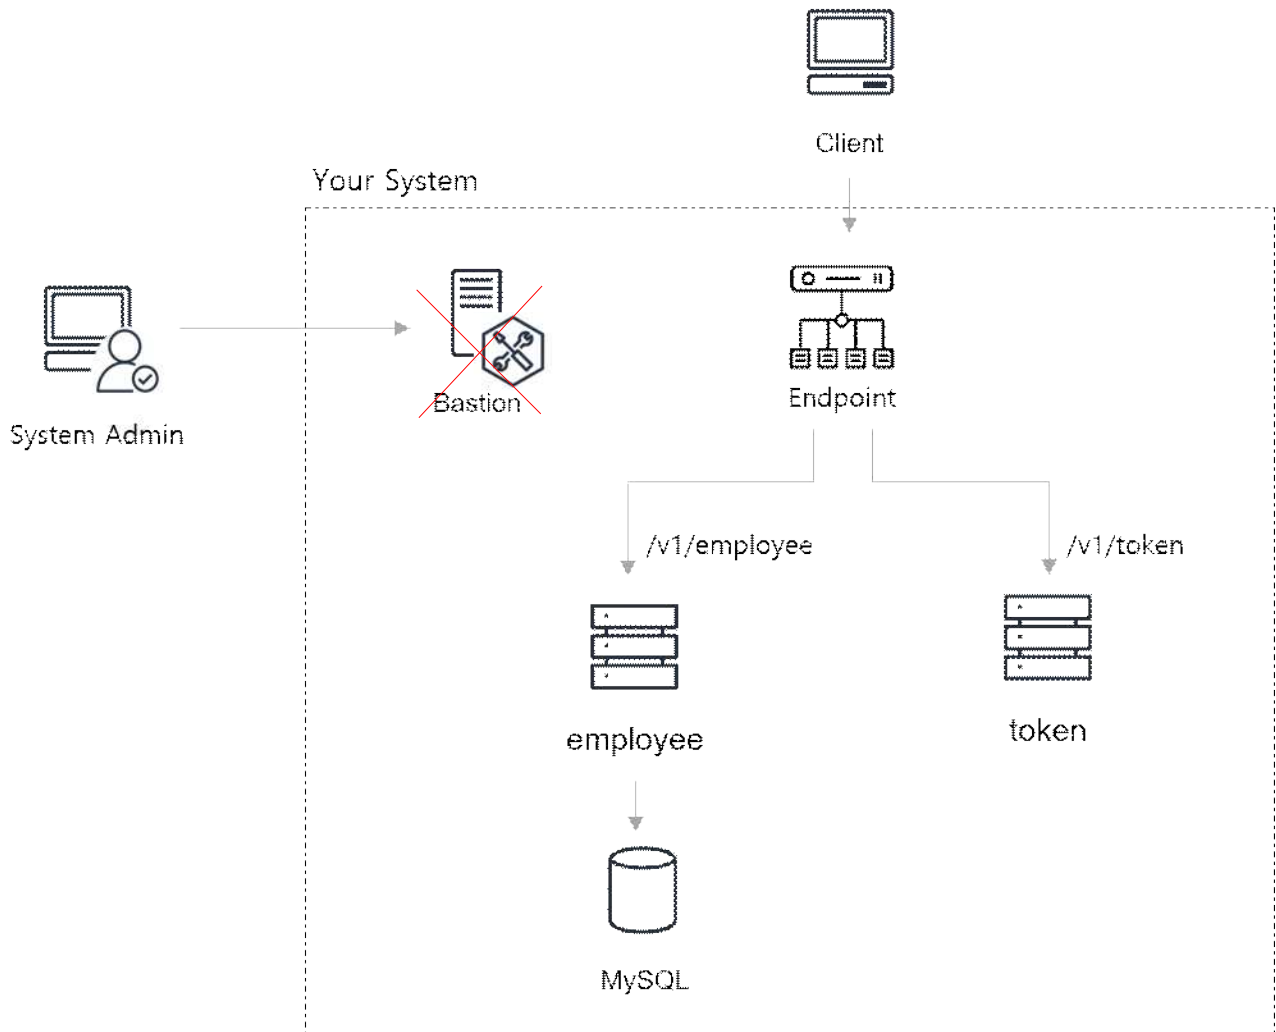 Client
Your System
System Admin
Bastion
Endpoint
/v1/employee
/v1/token
employee
token
MySQL